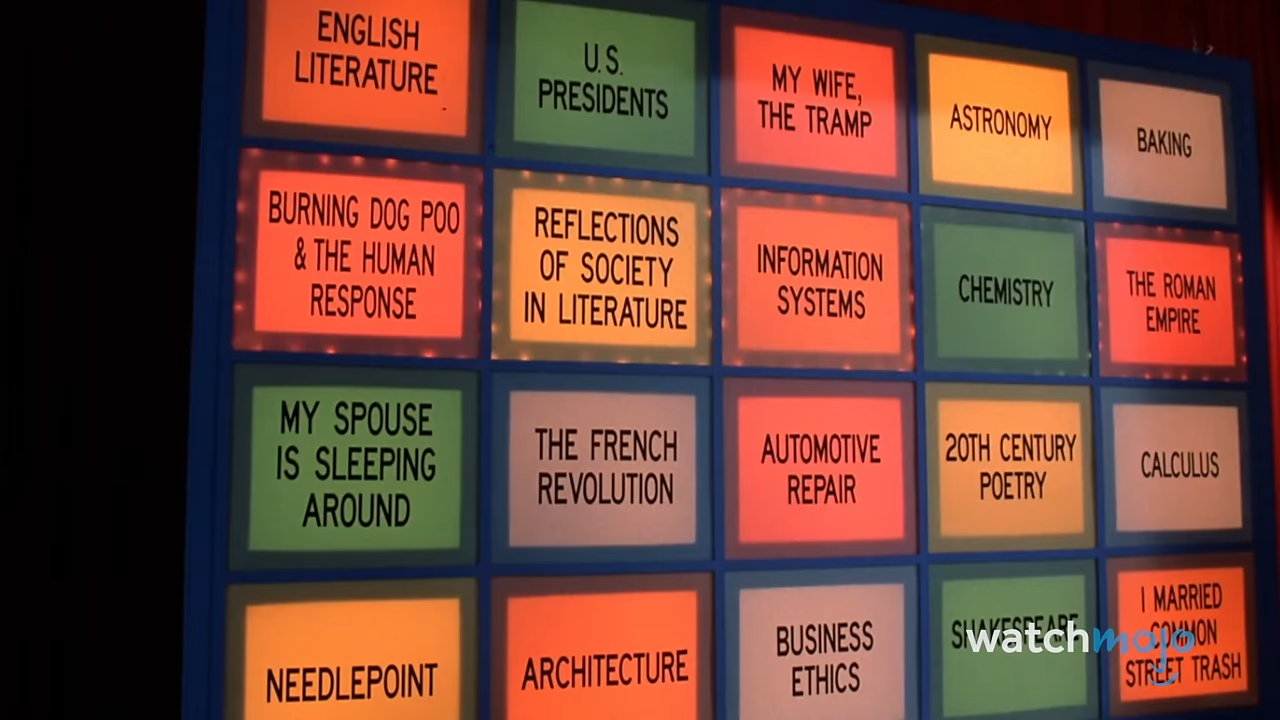 ENGLISH
LITERATURE
U.S.
PRESIDENTS
MY WIFE,
THE TRAMP
ASTRONOMY
BAKING
BURNING DOG POO
& THE HUMAN
RESPONSE
REFLECTIONS
OF SOCIETY
IN LITERATURE
INFORMATION
SYSTEMS
CHEMISTRY
THE ROMAN
EMPIRE
MY SPOUSE
IS SLEEPING
AROUND
THE FRENCH
REVOLUTION
AUTOMOTIVE
REPAIR
20TH CENTURY
POETRY
CALCULUS
NEEDLEPOINT
ARCHITECTURE
BUSINESS
ETHICS
SHAKESPEARE
I MARRIED
COMMON
STREET TRASH
watchmojo